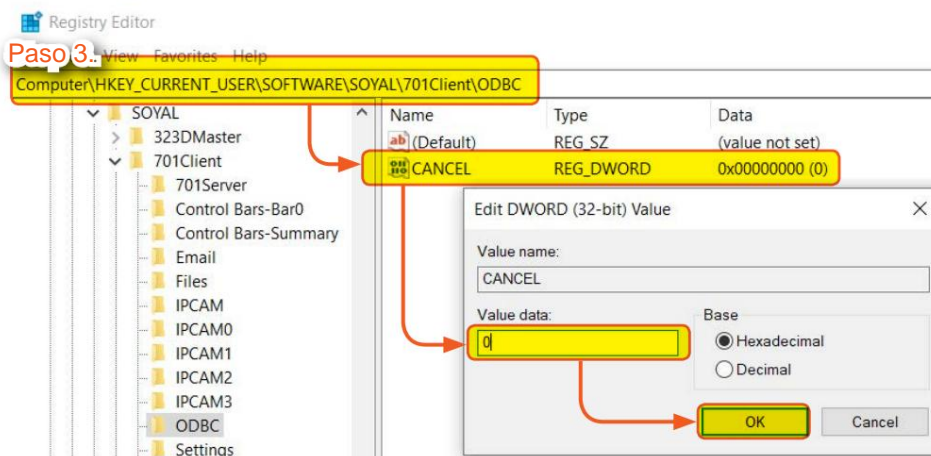 Registry Editor
Paso 3. View Favorites Help
Computer\HKEY_CURRENT_USER\SOFTWARE\SOYAL\701Client\ODBC
SOYAL
323DMaster
701Client
701Server
Control Bars-Bar0
Control Bars-Summary
Email
Files
IPCAM
IPCAM0
IPCAM1
IPCAM2
IPCAM3
ODBC
Settings
Name Type Data
(Default) REG_SZ (value not set)
CANCEL REG_DWORD 0x00000000 (0)
Edit DWORD (32-bit) Value
Value name:
CANCEL
Value data:
0
Base
Hexadecimal
Decimal
OK Cancel